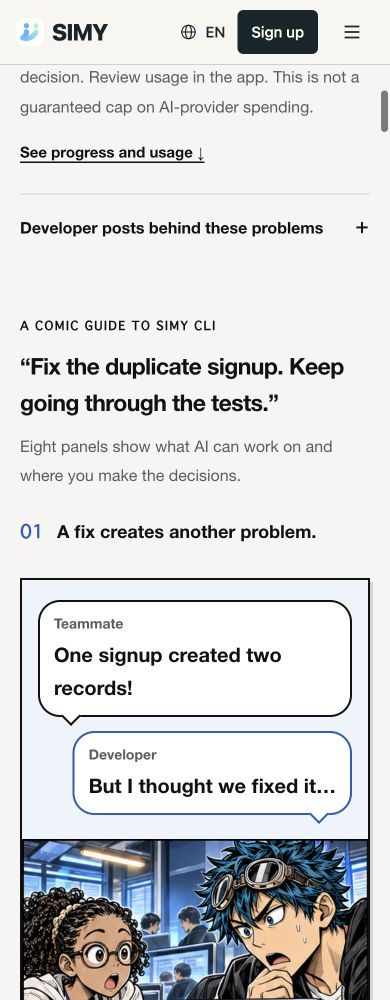 SIMY
EN
Sign up
decision. Review usage in the app. This is not a
guaranteed cap on AI-provider spending.
See progress and usage ↓
Developer posts behind these problems +
A COMIC GUIDE TO SIMY CLI
“Fix the duplicate signup. Keep
going through the tests.”
Eight panels show what AI can work on and
where you make the decisions.
01 A fix creates another problem.
Teammate
One signup created two
records!
Developer
But I thought we fixed it…